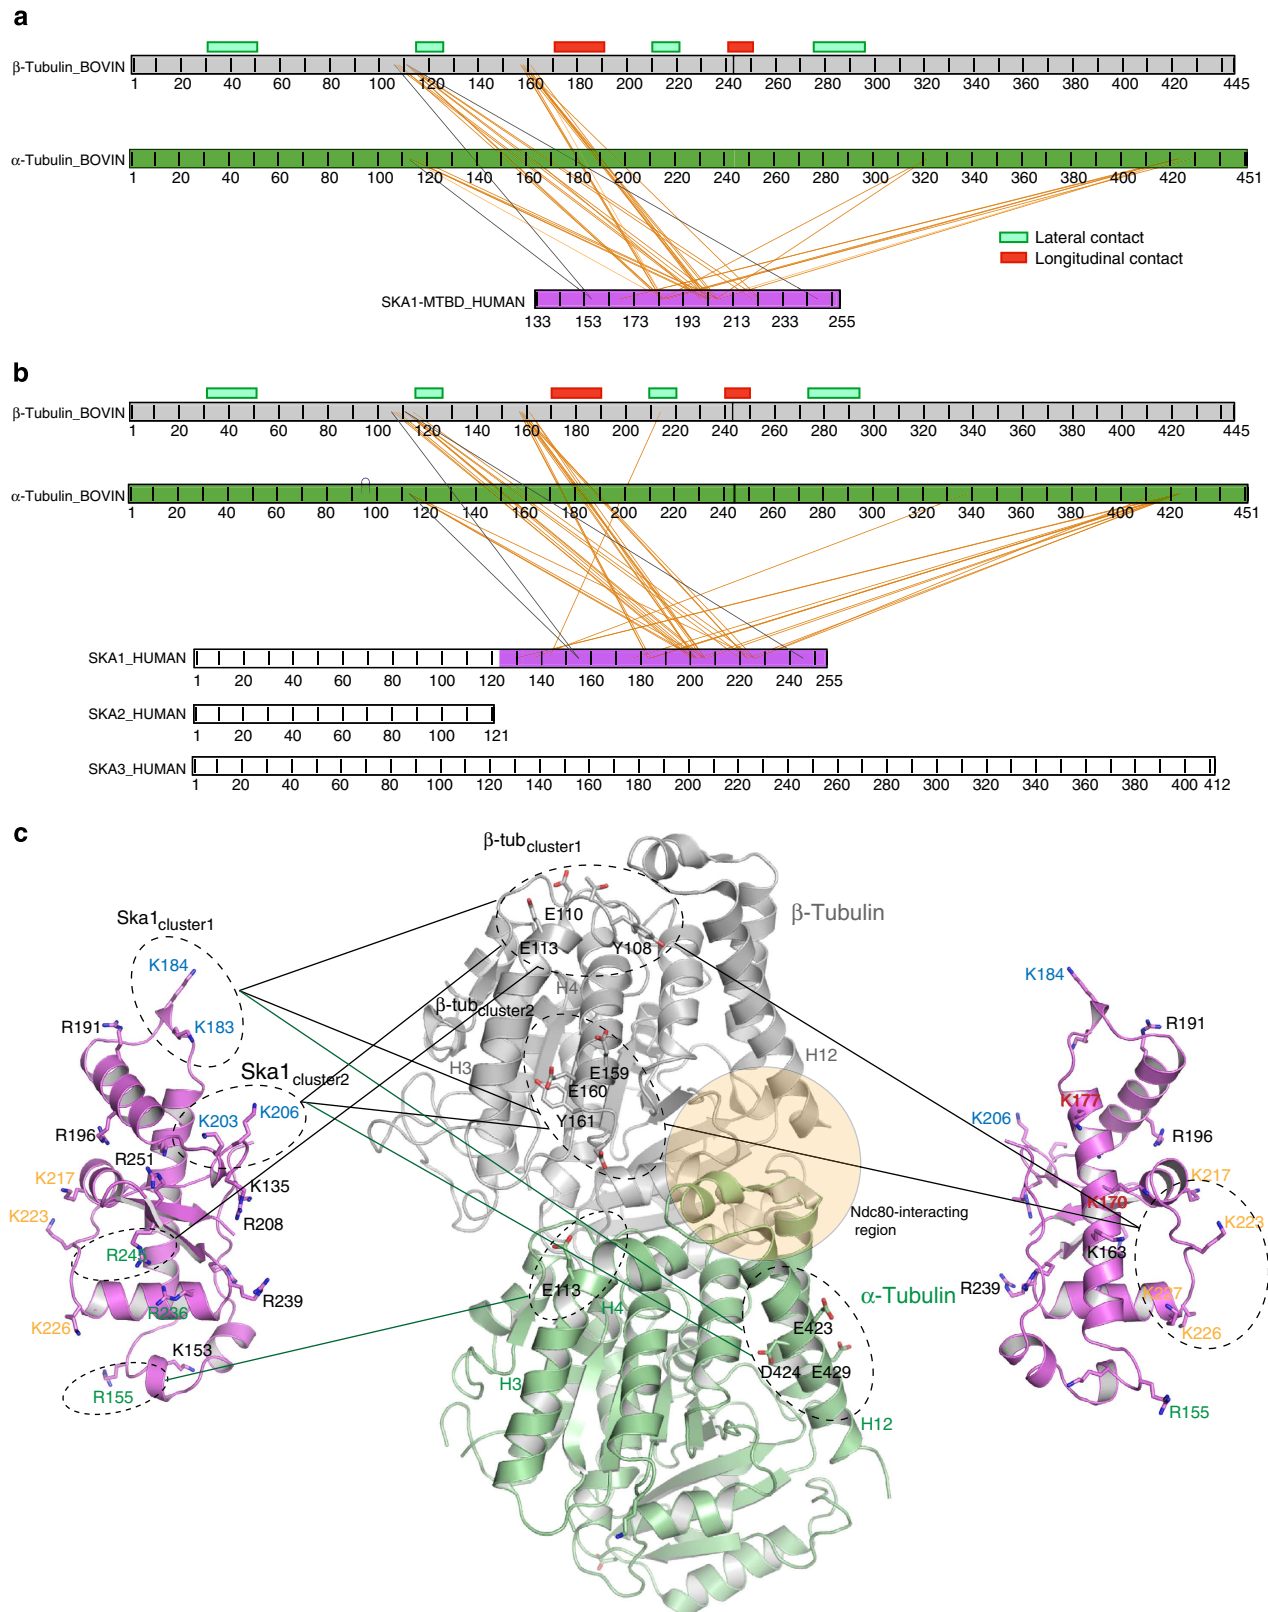 a
β-Tubulin_BOVIN
1 20 40 60 80 100 120 140 160 180 200 220 240 260 280 300 320 340 360 380 400 420 445
α-Tubulin_BOVIN
1 20 40 60 80 100 120 140 160 180 200 220 240 260 280 300 320 340 360 380 400 420 451
Lateral contact
Longitudinal contact
SKA1-MTBD_HUMAN
133 153 173 193 213 233 255
b
β-Tubulin_BOVIN
1 20 40 60 80 100 120 140 160 180 200 220 240 260 280 300 320 340 360 380 400 420 445
α-Tubulin_BOVIN
1 20 40 60 80 100 120 140 160 180 200 220 240 260 280 300 320 340 360 380 400 420 451
SKA1_HUMAN
1 20 40 60 80 100 120 140 160 180 200 220 240 255
SKA2_HUMAN
1 20 40 60 80 100 121
SKA3_HUMAN
1 20 40 60 80 100 120 140 160 180 200 220 240 260 280 300 320 340 360 380 400 412
c
β-tub cluster1
Ska1 cluster1
K184
R191
K183
Ska1 cluster2
K203
K206
R196
R251
K217
K135
R208
K223
R245
R236
R239
K226
K153
R155
E110
E113
Y108
H4
β-tub cluster2
H3
E159
E160
Y161
β-Tubulin
H12
Ndc80-interacting
region
E113
H4
α-Tubulin
E423
D424
E429
H3
H12
K184
R191
K177
K206
R196
K217
K170
K223
K163
R239
K227
K226
R155